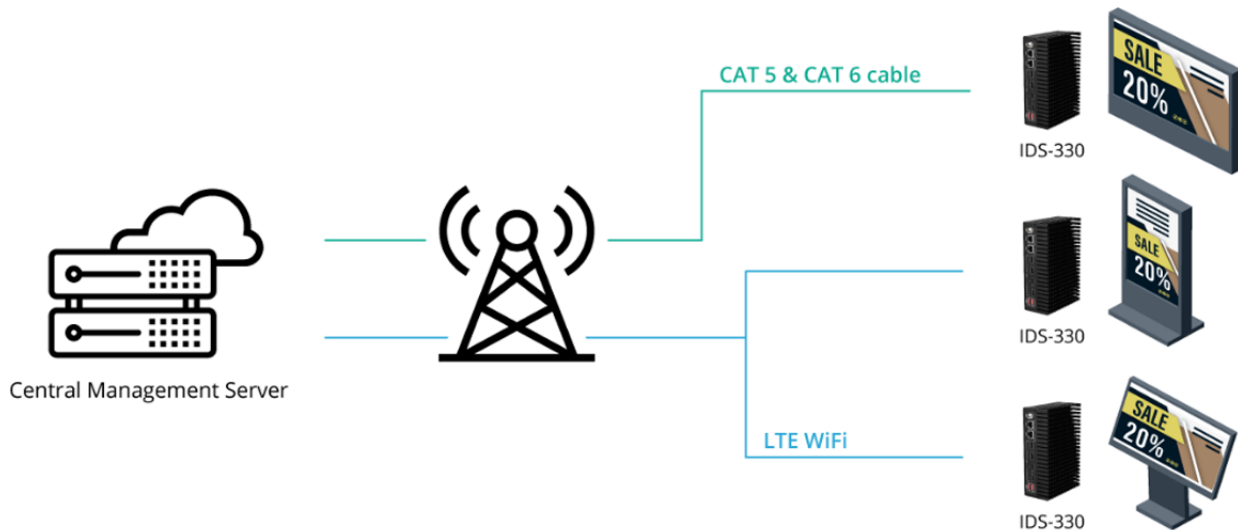 CAT 5 & CAT 6 cable
SALE
20%
IDS-330
SALE
20%
IDS-330
Central Management Server
LTE WiFi
SALE
20%
IDS-330